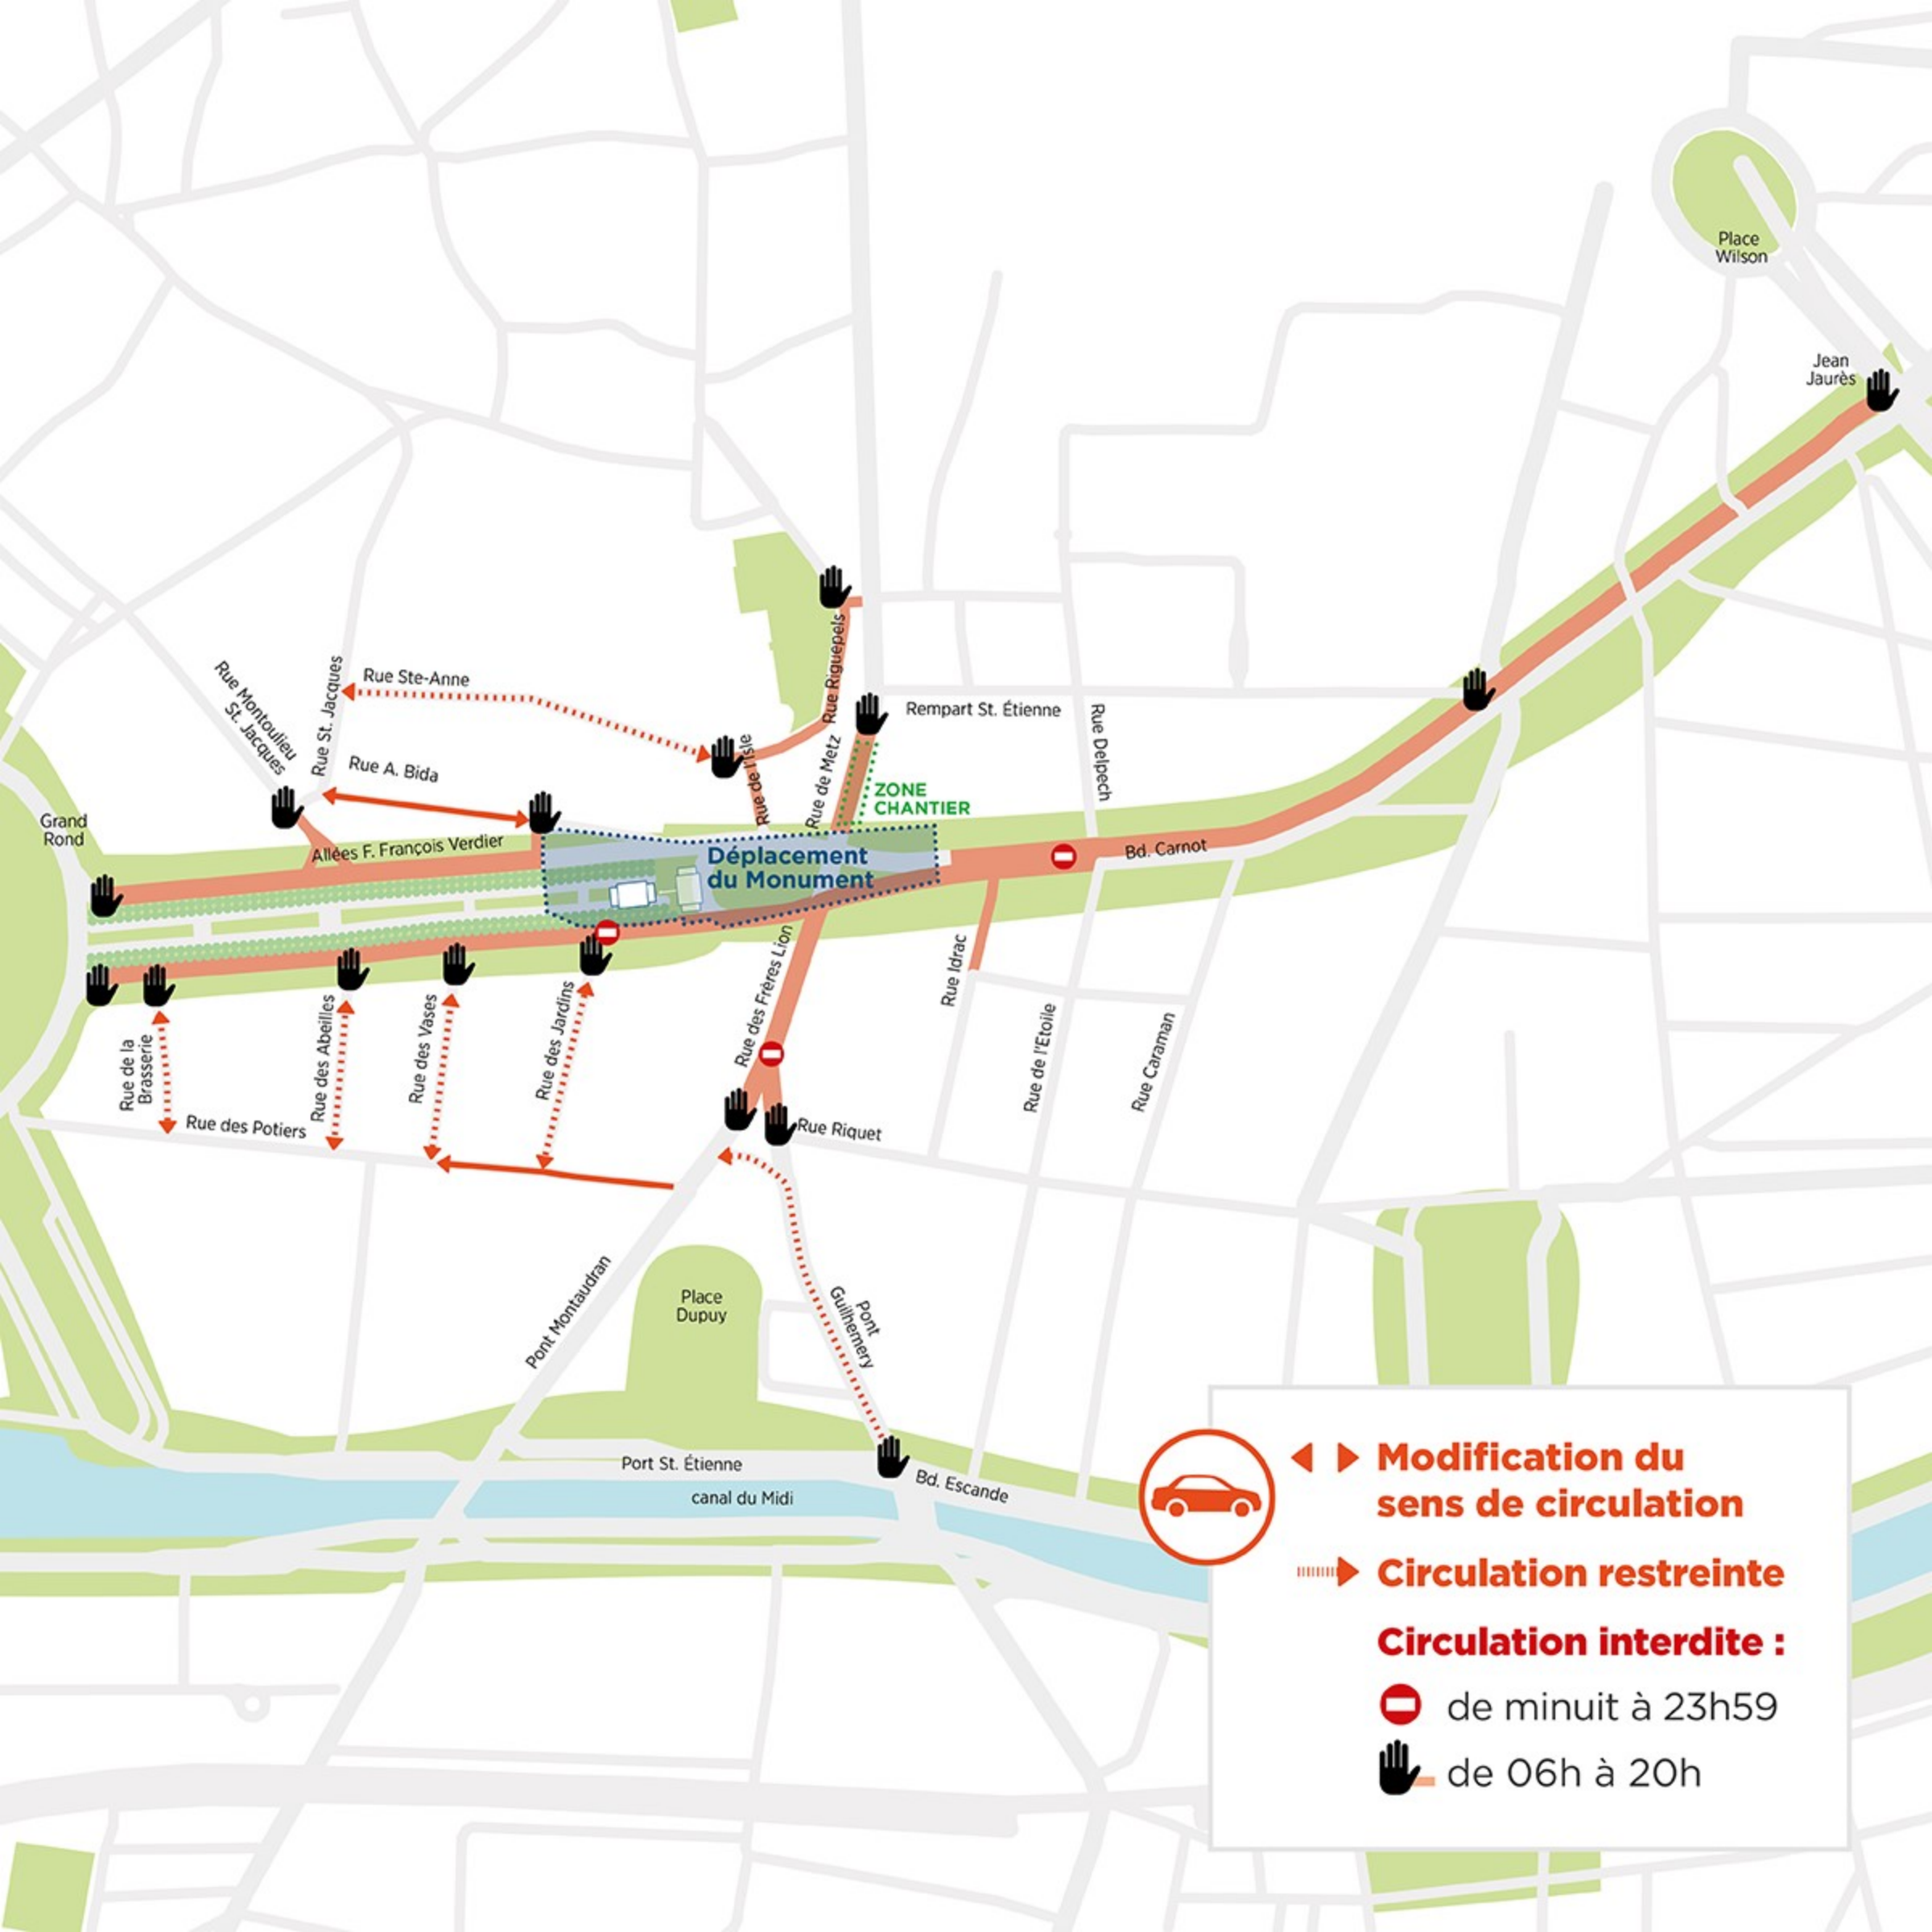 Place
Wilson
Jean
Jaurès
Rue Riguepels
Rue Ste-Anne
Rue Montoulieu
St. Jacques
Rue St. Jacques
Rue A. Bida
Rue de l'Isle
Rue de Metz
Rempart St. Étienne
Rue Delpech
ZONE
CHANTIER
Grand
Rond
Allées F. François Verdier
Déplacement
du Monument
Bd. Carnot
Rue des Frères Lion
Rue Idrac
Rue de l'Etoile
Rue Caraman
Rue de la
Brasserie
Rue des Abeilles
Rue des Vases
Rue des Jardins
Rue des Potiers
Rue Riquet
Pont Montaudran
Place
Dupuy
Pont
Guilhemery
Port St. Étienne
canal du Midi
Bd. Escande
Modification du
sens de circulation
Circulation restreinte
Circulation interdite :
de minuit à 23h59
de 06h à 20h